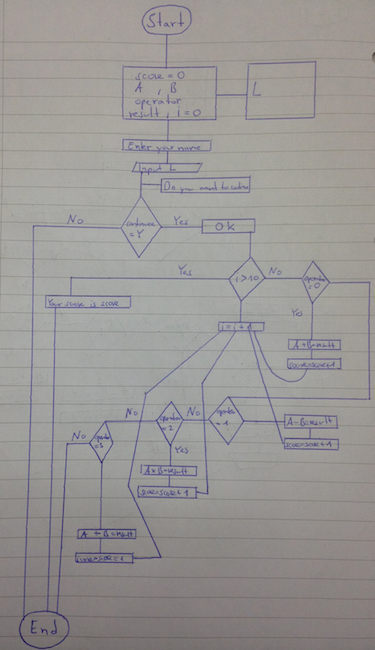 Start
score = 0
A , B
operator
result, i = 0
L
Enter your name
Input L
Do you want to
continue
= Y
No
Yes
ok
i > 10
Yes
No
operator
= 0
Your score is score
i = i + 1
Yes
A + B = result
score = score + 1
operator
= 1
No
operator
= 2
No
operator
= 3
No
Yes
A = B = result
score = score + 1
A × B = result
score = score + 1
A ÷ B = result
score = score + 1
End